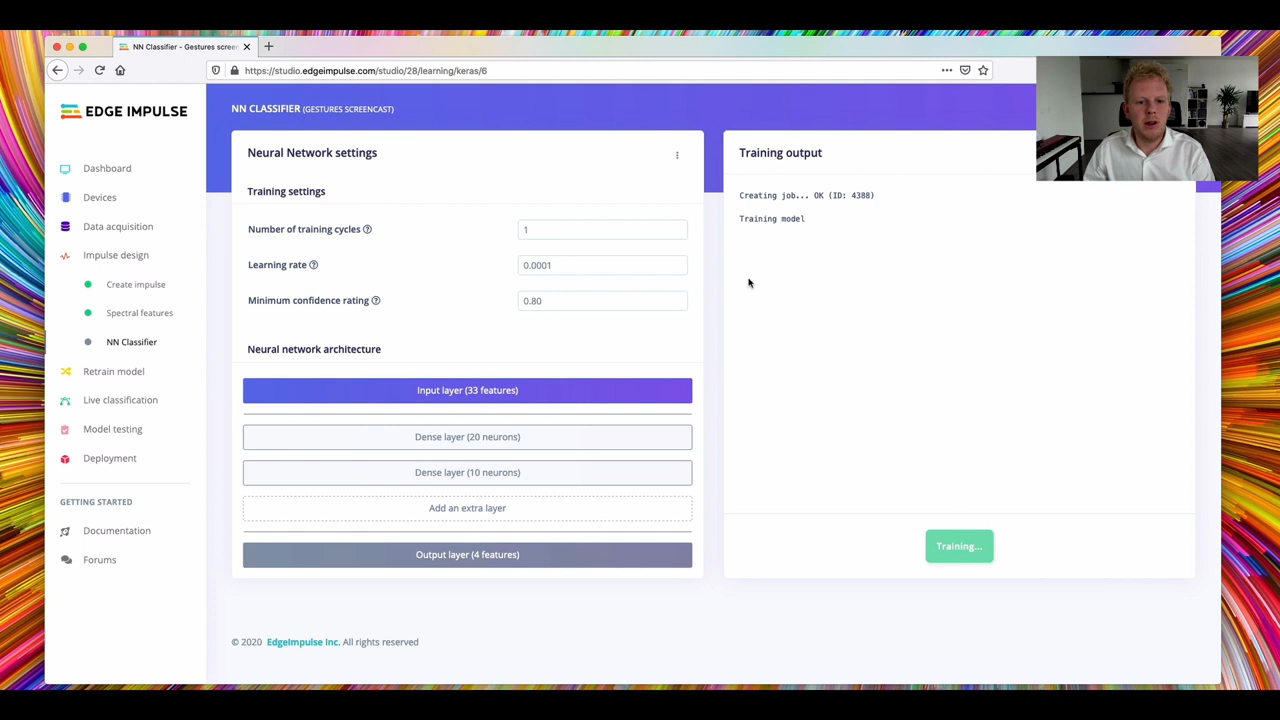 NN Classifier - Gestures screen
https://studio.edgeimpulse.com/studio/28/learning/keras/6
EDGE IMPULSE
Dashboard
Devices
Data acquisition
Impulse design
Create impulse
Spectral features
NN Classifier
Retrain model
Live classification
Model testing
Deployment
GETTING STARTED
Documentation
Forums
NN CLASSIFIER (GESTURES SCREENCAST)
Neural Network settings
Training settings
Number of training cycles
1
Learning rate
0.0001
Minimum confidence rating
0.80
Neural network architecture
Input layer (33 features)
Dense layer (20 neurons)
Dense layer (10 neurons)
Add an extra layer
Output layer (4 features)
Training output
Creating job... OK (ID: 4388)
Training model
Training...
© 2020 EdgeImpulse Inc. All rights reserved